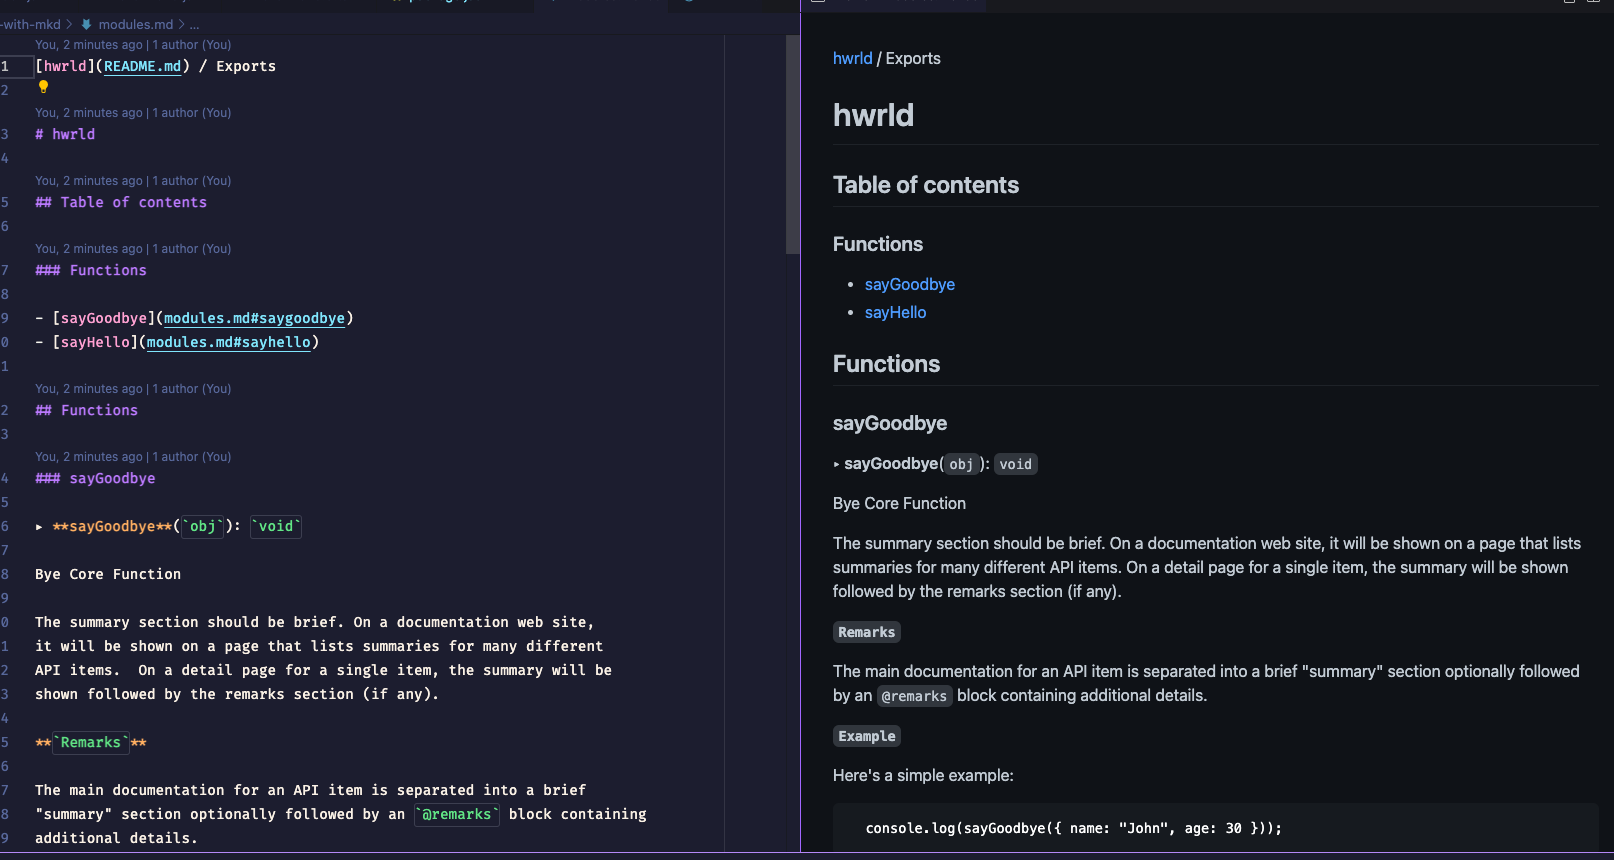 -with-mkd > modules.md > ...
You, 2 minutes ago | 1 author (You)
1 [hwrld](README.md) / Exports
2
You, 2 minutes ago | 1 author (You)
3 # hwrld
4
You, 2 minutes ago | 1 author (You)
5 ## Table of contents
6
You, 2 minutes ago | 1 author (You)
7 ### Functions
8
9 - [sayGoodbye](modules.md#saygoodbye)
0 - [sayHello](modules.md#sayhello)
1
You, 2 minutes ago | 1 author (You)
2 ## Functions
3
You, 2 minutes ago | 1 author (You)
4 ### sayGoodbye
5
6 ▸ **sayGoodbye**(`obj`): `void`
7
8 Bye Core Function
9
0 The summary section should be brief. On a documentation web site,
1 it will be shown on a page that lists summaries for many different
2 API items.  On a detail page for a single item, the summary will be
3 shown followed by the remarks section (if any).
4
5 **`Remarks`**
6
7 The main documentation for an API item is separated into a brief
8 "summary" section optionally followed by an `@remarks` block containing
9 additional details.
hwrld / Exports
hwrld
Table of contents
Functions
• sayGoodbye
• sayHello
Functions
sayGoodbye
▸ sayGoodbye(obj): void
Bye Core Function
The summary section should be brief. On a documentation web site, it will be shown on a page that lists
summaries for many different API items. On a detail page for a single item, the summary will be shown
followed by the remarks section (if any).
Remarks
The main documentation for an API item is separated into a brief "summary" section optionally followed
by an @remarks block containing additional details.
Example
Here's a simple example:
console.log(sayGoodbye({ name: "John", age: 30 }));